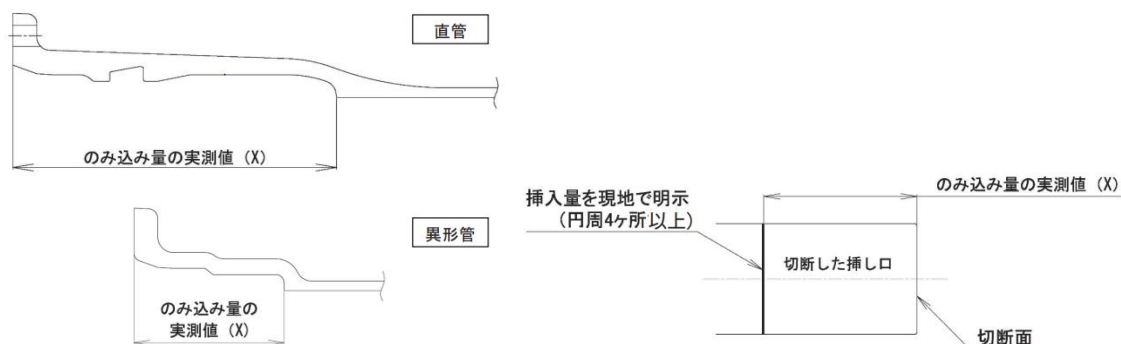 直管
のみ込み量の実測値（X）
異形管
のみ込み量の
実測値（X）
のみ込み量の実測値（X）
挿入量を現地で明示
（円周4ヶ所以上）
切断した挿し口
切断面